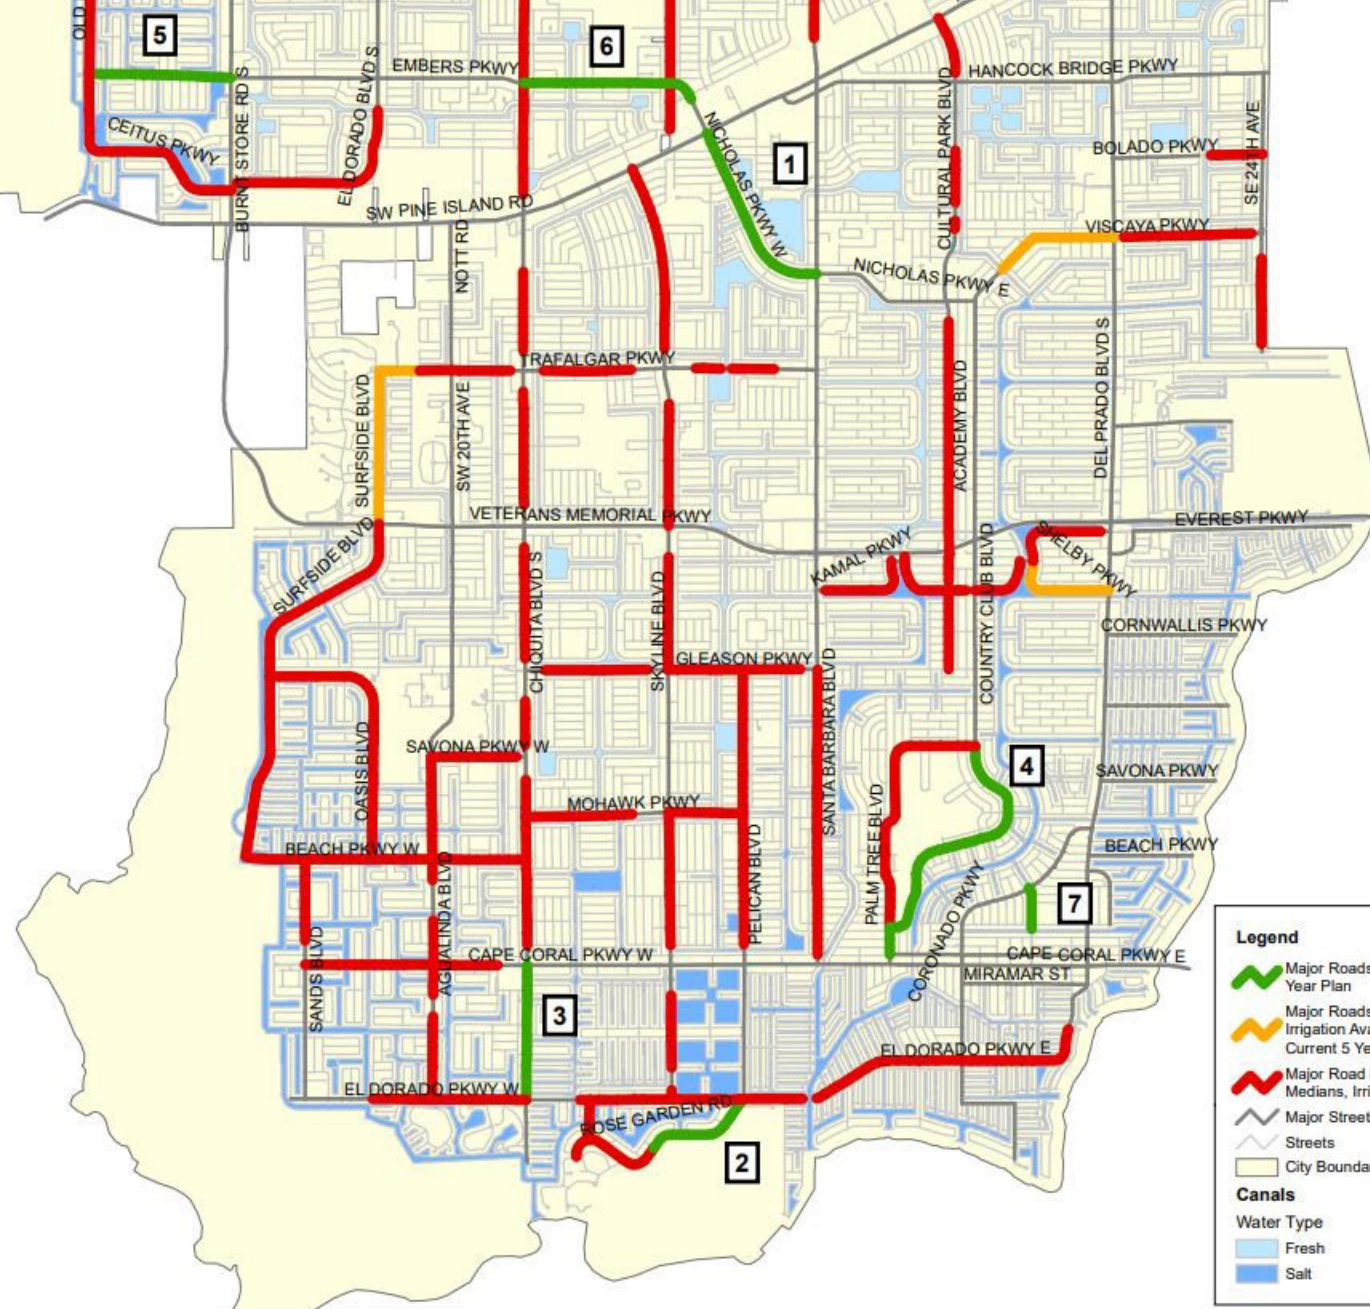 OLD
5
6
EMBERS PKWY
HANCOCK BRIDGE PKWY
CEITUS PKWY
BURNT STORE RD S
EL DORADO BLVD S
NICHOLAS PKWY W
1
CULTURAL PARK BLVD
BOLADO PKWY
SE 24TH AVE
SW PINE ISLAND RD
NOTT RD
VISCAYA PKWY
NICHOLAS PKWY E
TRAFALGAR PKWY
SURFSIDE BLVD
SW 20TH AVE
ACADEMY BLVD
DEL PRADO BLVD S
VETERANS MEMORIAL PKWY
EVEREST PKWY
SURFSIDE BLVD
CHIQUITA BLVD S
SKYLINE BLVD
KAMAL PKWY
COUNTRY CLUB BLVD
SHELBY PKWY
CORNWALLIS PKWY
GLEASON PKWY
SANTA BARBARA BLVD
OASIS BLVD
SAVONA PKWY W
4
SAVONA PKWY
MOHAWK PKWY
PALM TREE BLVD
BEACH PKWY W
AGUALINDA BLVD
PELICAN BLVD
CORONADO PKWY
BEACH PKWY
7
SANDS BLVD
CAPE CORAL PKWY W
CAPE CORAL PKWY E
MIRAMAR ST
3
EL DORADO PKWY E
EL DORADO PKWY W
ROSE GARDEN RD
2
Legend
Major Roads
Year Plan
Major Roads
Irrigation Ava
Current 5 Ye
Major Road
Medians, Irri
Major Street
Streets
City Bounda
Canals
Water Type
Fresh
Salt